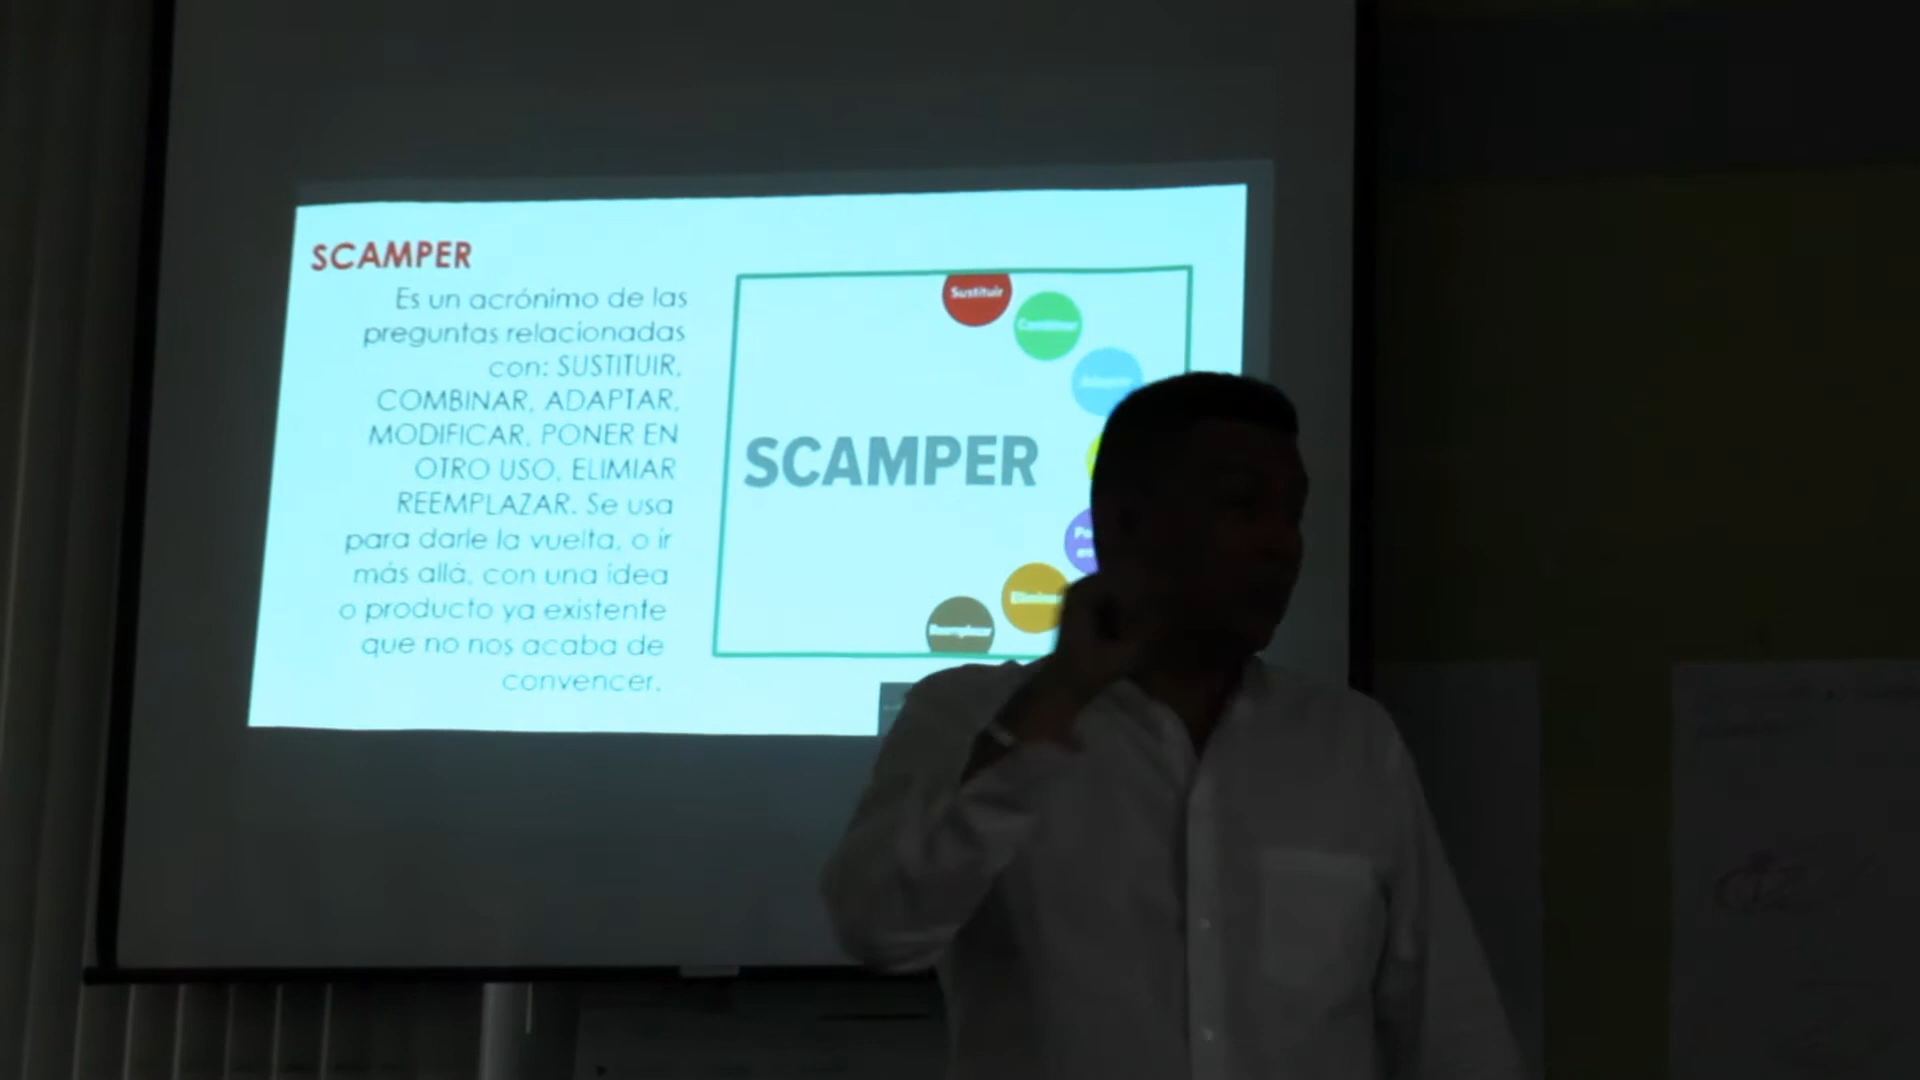 SCAMPER
Es un acrónimo de las
preguntas relacionadas
con: SUSTITUIR,
COMBINAR, ADAPTAR,
MODIFICAR, PONER EN
OTRO USO, ELIMIAR
REEMPLAZAR. Se usa
para darle la vuelta, o ir
más allá, con una idea
o producto ya existente
que no nos acaba de
convencer.
Sustituir
Combinar
Adaptar
SCAMPER